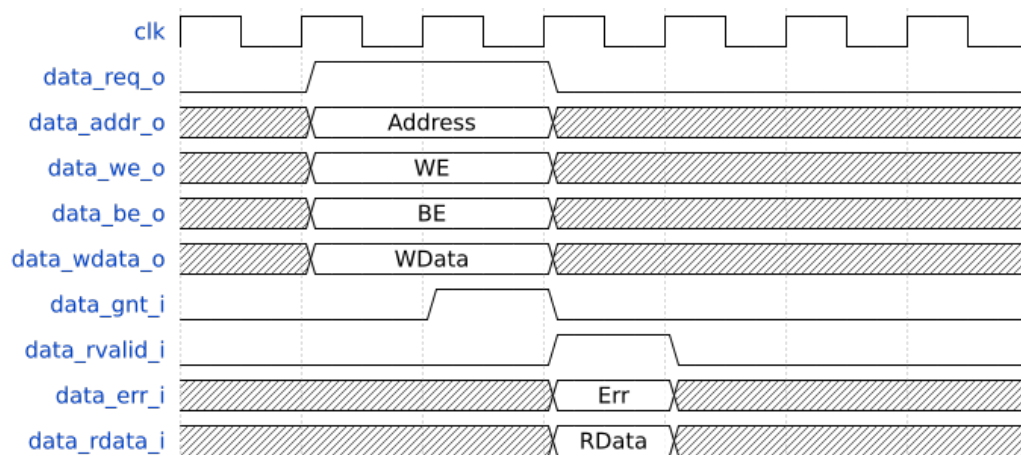 clk
data_req_o
data_addr_o Address
data_we_o WE
data_be_o BE
data_wdata_o WData
data_gnt_i
data_rvalid_i
data_err_i Err
data_rdata_i RData